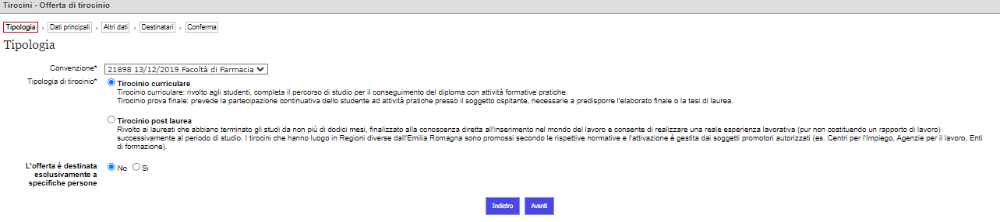 Tirocini - Offerta di tirocinio
Tipologia Dati principali Altri dati Destinatari Conferma
Tipologia
Convenzione* 21898 13/12/2019 Facoltà di Farmacia
Tipologia di tirocinio* Tirocinio curriculare
Tirocinio curriculare: rivolto agli studenti, completa il percorso di studio per il conseguimento del diploma con attività formative pratiche.
Tirocinio prova finale: prevede la partecipazione continuativa dello studente ad attività pratiche presso il soggetto ospitante, necessarie a predisporre l'elaborato finale o la tesi di laurea.
Tirocinio post laurea
Rivolto ai laureati che abbiano terminato gli studi da non più di dodici mesi, finalizzato alla conoscenza diretta all'inserimento nel mondo del lavoro e consente di realizzare una reale esperienza lavorativa (pur non costituendo un rapporto di lavoro)
successivamente al periodo di studio. I tirocini che hanno luogo in Regioni diverse dall'Emilia Romagna sono promossi secondo le rispettive normative e l'attivazione è gestita dai soggetti promotori autorizzati (es. Centri per l'Impiego, Agenzie per il lavoro, Enti
di formazione).
L'offerta è destinata No Si
esclusivamente a
specifiche persone
Indietro Avanti